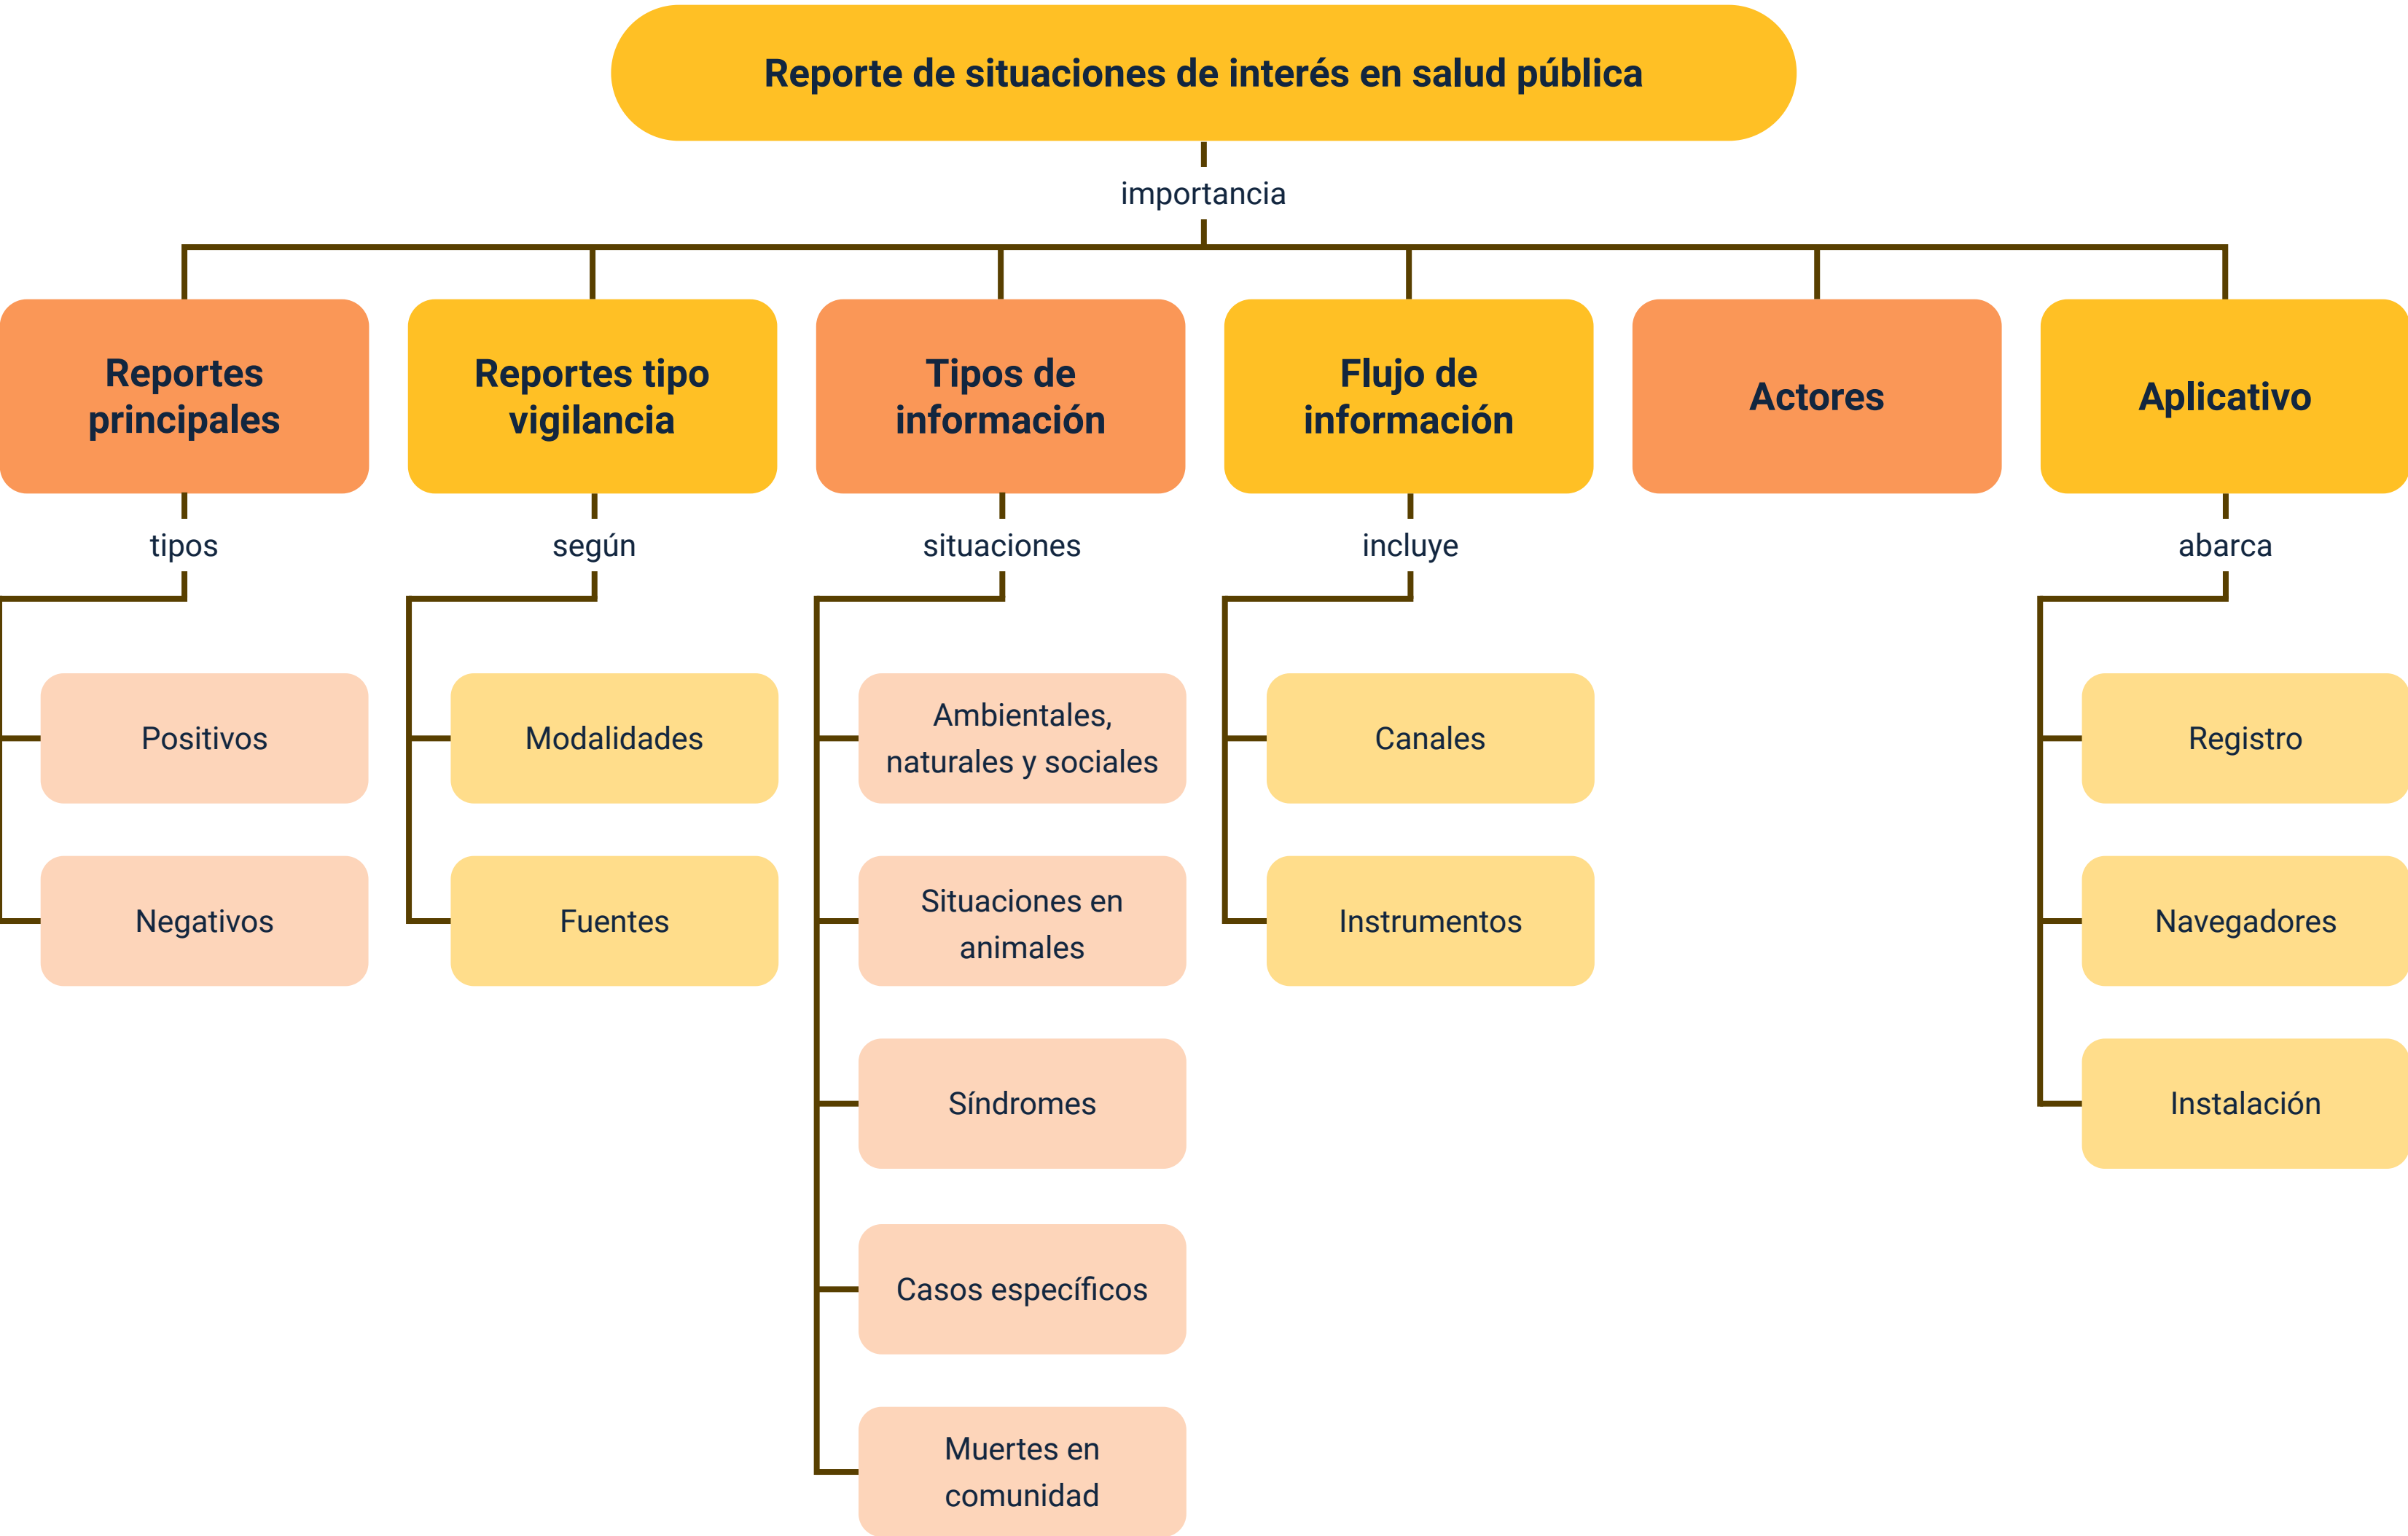 Reporte de situaciones de interés en salud pública
importancia
Reportes
principales
Reportes tipo
vigilancia
Tipos de
información
Flujo de
información
Actores
Aplicativo
tipos
según
situaciones
incluye
abarca
Positivos
Modalidades
Ambientales,
naturales y sociales
Canales
Registro
Negativos
Fuentes
Situaciones en
animales
Instrumentos
Navegadores
Síndromes
Instalación
Casos específicos
Muertes en
comunidad